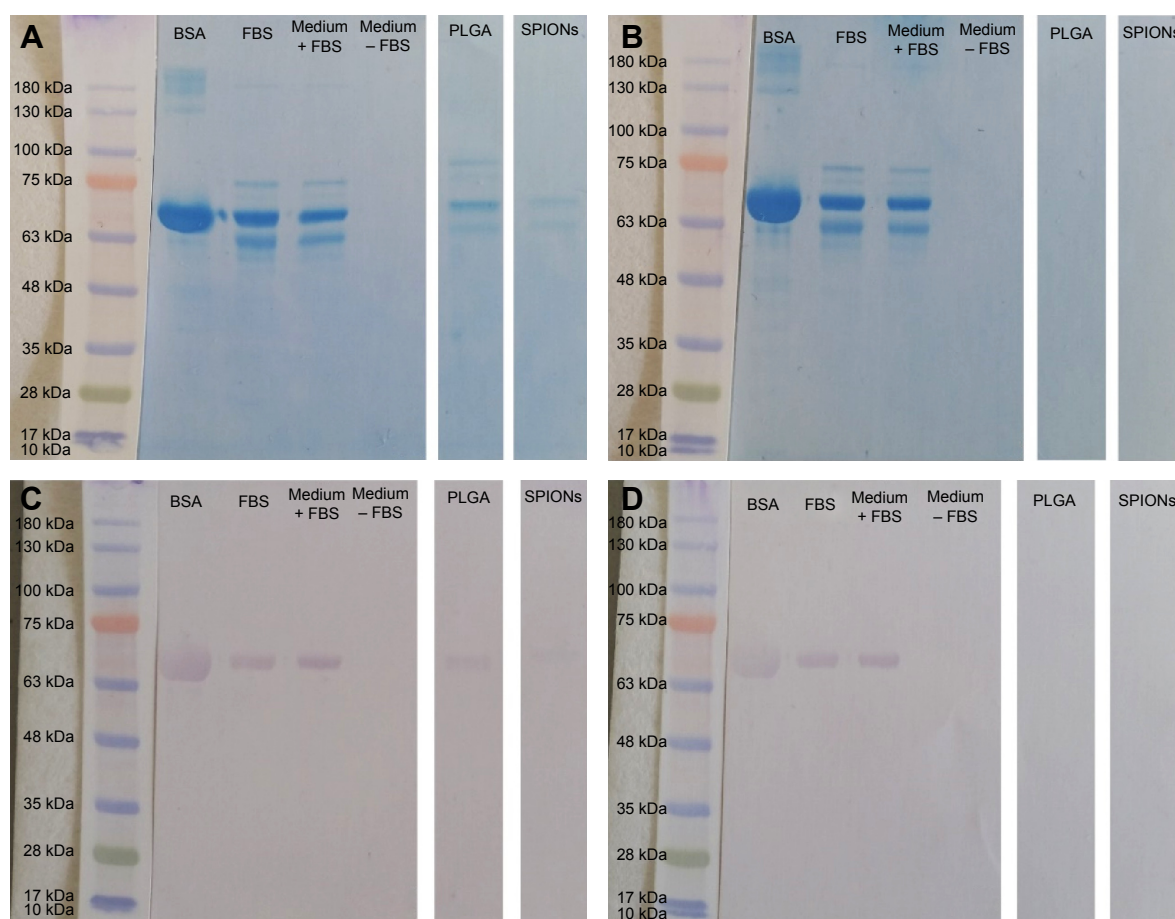 A
BSA
FBS
Medium
+ FBS
Medium
– FBS
PLGA
SPIONs
180 kDa
130 kDa
100 kDa
75 kDa
63 kDa
48 kDa
35 kDa
28 kDa
17 kDa
10 kDa
B
BSA
FBS
Medium
+ FBS
Medium
– FBS
PLGA
SPIONs
180 kDa
130 kDa
100 kDa
75 kDa
63 kDa
48 kDa
35 kDa
28 kDa
17 kDa
10 kDa
C
BSA
FBS
Medium
+ FBS
Medium
– FBS
PLGA
SPIONs
180 kDa
130 kDa
100 kDa
75 kDa
63 kDa
48 kDa
35 kDa
28 kDa
17 kDa
10 kDa
D
BSA
FBS
Medium
+ FBS
Medium
– FBS
PLGA
SPIONs
180 kDa
130 kDa
100 kDa
75 kDa
63 kDa
48 kDa
35 kDa
28 kDa
17 kDa
10 kDa